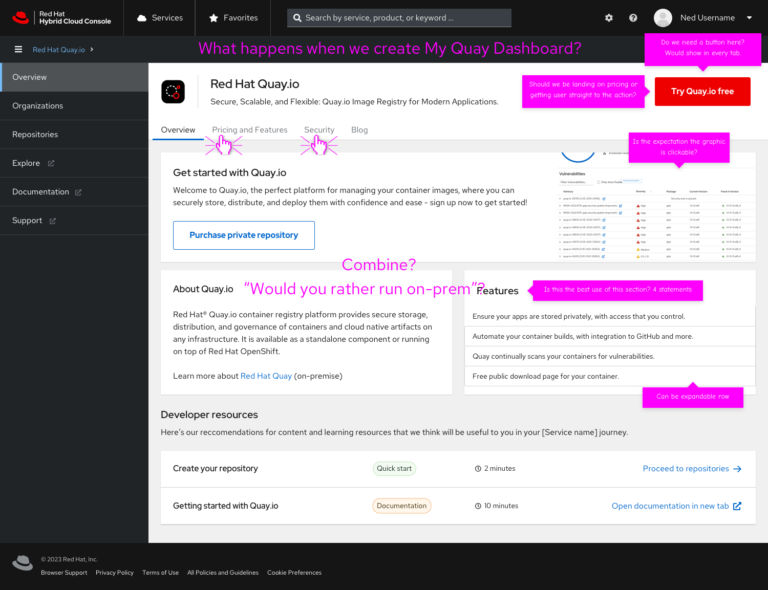 Red Hat
Hybrid Cloud Console
Services
Favorites
Search by service, product, or keyword ...
Ned Username
Red Hat Quay.io
What happens when we create My Quay Dashboard?
Do we need a button here?
Would show in every tab.
Overview
Organizations
Repositories
Explore
Documentation
Support
Red Hat Quay.io
Secure, Scalable, and Flexible: Quay.io Image Registry for Modern Applications.
Should we be landing on pricing or
getting user straight to the action?
Try Quay.io free
Overview
Pricing and Features
Security
Blog
Is the expectation the graphic
is clickable?
Get started with Quay.io
Welcome to Quay.io, the perfect platform for managing your container images, where you can
securely store, distribute, and deploy them with confidence and ease - sign up now to get started!
Purchase private repository
Vulnerabilities
Combine?
"Would you rather run on-prem"?
About Quay.io
Red Hat® Quay.io container registry platform provides secure storage,
distribution, and governance of containers and cloud native artifacts on
any infrastructure. It is available as a standalone component or running
on top of Red Hat OpenShift.
Learn more about Red Hat Quay (on-premise)
Features
Is this the best use of this section? 4 statements
Ensure your apps are stored privately, with access that you control.
Automate your container builds, with integration to GitHub and more.
Quay continually scans your containers for vulnerabilities.
Free public download page for your container.
Can be expandable row
Developer resources
Here's our reccomendations for content and learning resources that we think will be useful to you in your [Service name] journey.
Create your repository
Quick start
2 minutes
Proceed to repositories
Getting started with Quay.io
Documentation
10 minutes
Open documentation in new tab
© 2023 Red Hat, Inc.
Browser Support
Privacy Policy
Terms of Use
All Policies and Guidelines
Cookie Preferences